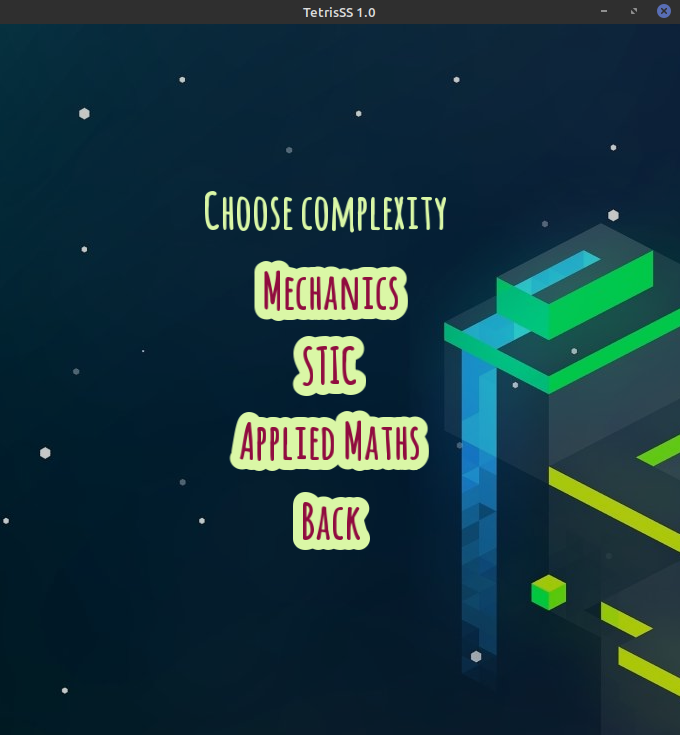 TetrisSS 1.0
Choose complexity
Mechanics
STIC
Applied Maths
Back